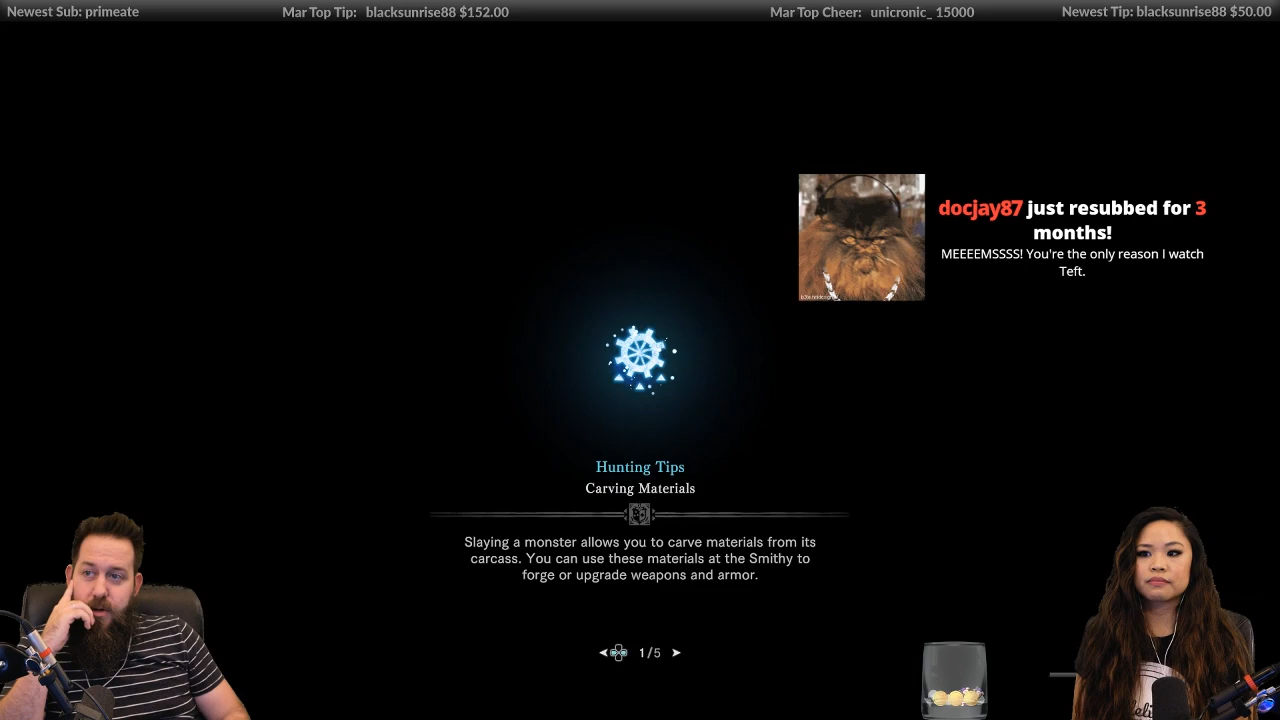 Newest Sub: primeate
Mar Top Tip: blacksunrise88 $152.00
Mar Top Cheer: unicronic_ 15000
Newest Tip: blacksunrise88 $50.00
docjay87 just resubbed for 3
months!
MEEEEMSSSS! You're the only reason I watch
Teft.
Hunting Tips
Carving Materials
Slaying a monster allows you to carve materials from its
carcass. You can use these materials at the Smithy to
forge or upgrade weapons and armor.
1/5